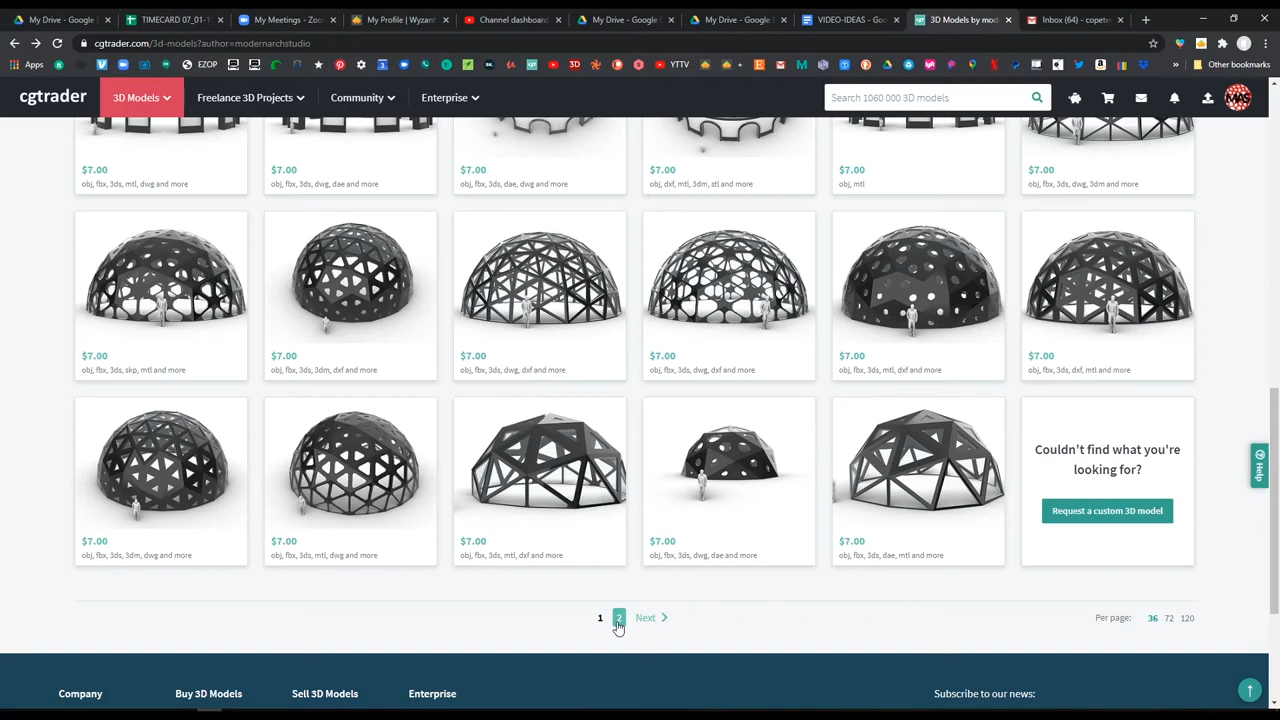 My Drive - Google D
TIMECARD 07_01-1
My Meetings - Zoo
My Profile | Wyzant
Channel dashboard
My Drive - Google D
My Drive - Google D
VIDEO-IDEAS - Goo
3D Models by mod
Inbox (64) - copete
cgtrader.com/3d-models?author=modernarchstudio
Apps
EZOP
YTTV
Other bookmarks
cgtrader
3D Models
Freelance 3D Projects
Community
Enterprise
Search 1060 000 3D models
$7.00 $7.00 $7.00 $7.00 $7.00 $7.00
obj, fbx, 3ds, mtl, dwg and more
obj, fbx, 3ds, dwg, dae and more
obj, fbx, 3ds, dae, dwg and more
obj, dxf, mtl, 3dm, stl and more
obj, mtl
obj, fbx, 3ds, dwg, 3dm and more
$7.00 $7.00 $7.00 $7.00 $7.00 $7.00
obj, fbx, 3ds, skp, mtl and more
obj, fbx, 3ds, 3dm, dxf and more
obj, fbx, 3ds, dwg, dxf and more
obj, fbx, 3ds, dwg, dxf and more
obj, fbx, 3ds, mtl, dxf and more
obj, fbx, 3ds, dxf, mtl and more
Couldn't find what you're
looking for?
Request a custom 3D model
Help
$7.00 $7.00 $7.00 $7.00 $7.00
obj, fbx, 3ds, 3dm, dwg and more
obj, fbx, 3ds, mtl, dwg and more
obj, fbx, 3ds, mtl, dxf and more
obj, fbx, 3ds, dwg, dae and more
obj, fbx, 3ds, dae, mtl and more
1 2 Next
Per page: 36 72 120
Company
Buy 3D Models
Sell 3D Models
Enterprise
Subscribe to our news: